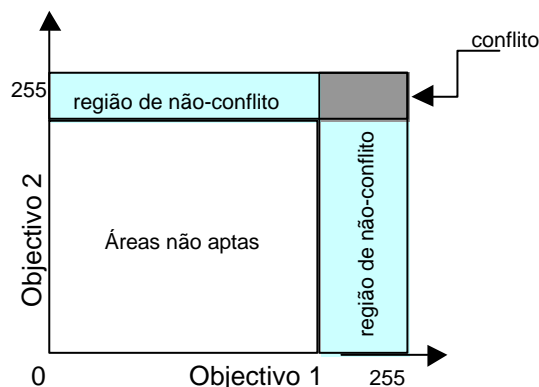 conflito
255
região de não-conflito
região de não-conflito
Objectivo 2
Áreas não aptas
0
Objectivo 1
255